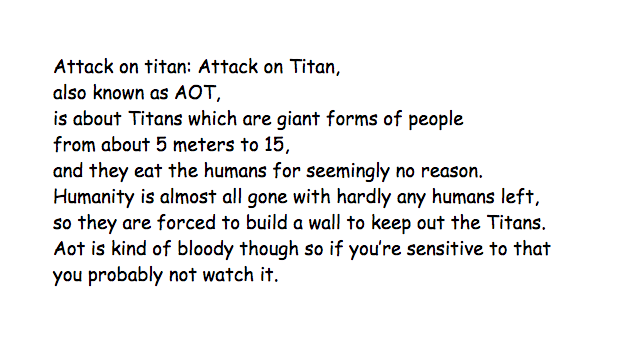 Attack on titan: Attack on Titan,
also known as AOT,
is about Titans which are giant forms of people
from about 5 meters to 15,
and they eat the humans for seemingly no reason.
Humanity is almost all gone with hardly any humans left,
so they are forced to build a wall to keep out the Titans.
Aot is kind of bloody though so if you're sensitive to that
you probably not watch it.